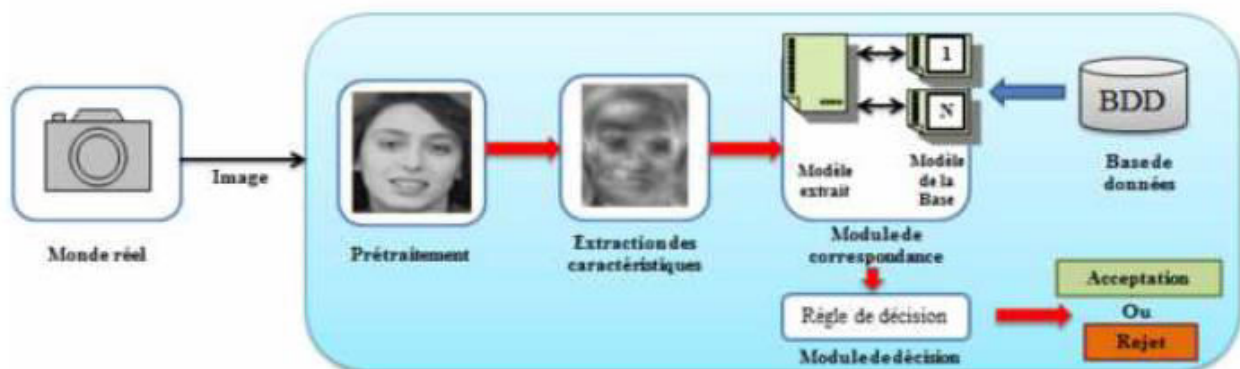 Image
Monde réel
Prétraitement
Extraction des
caractéristiques
1
N
Modèle
extrait
Modèle
de la
Base
Module de
correspondance
BDD
Base de
données
Règle de décision
Module de décision
Acceptation
Ou
Rejet